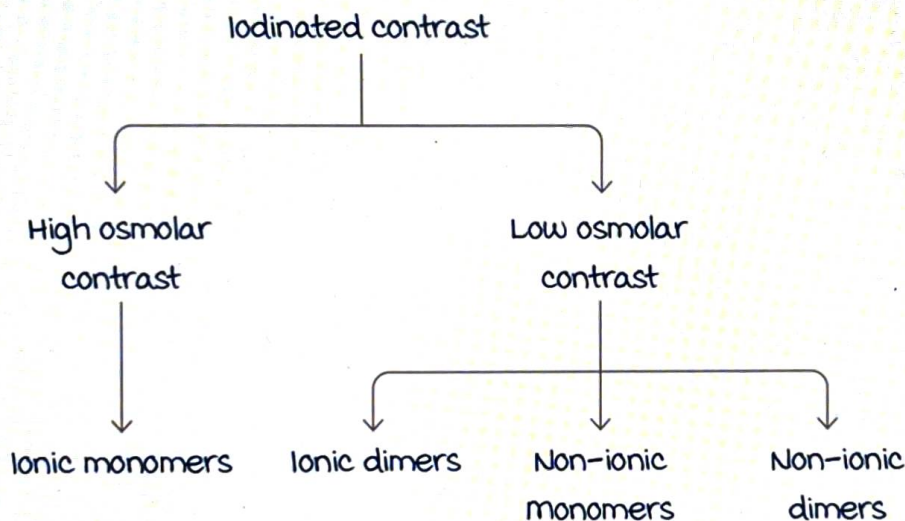 Iodinated contrast
High osmolar
contrast
Low osmolar
contrast
Ionic monomers
Ionic dimers
Non-ionic
monomers
Non-ionic
dimers